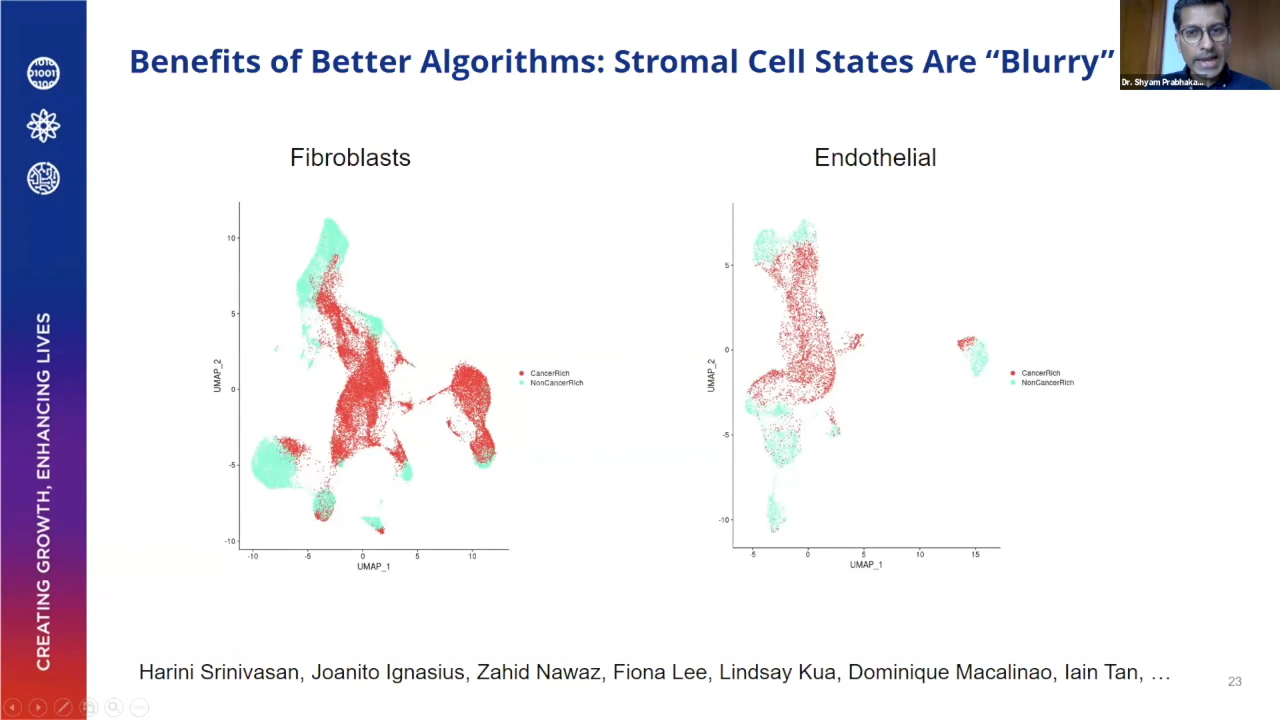 Benefits of Better Algorithms: Stromal Cell States Are “Blurry”
Dr. Shyam Prabhaka...
01010
01001
CREATING GROWTH, ENHANCING LIVES
Fibroblasts
10
5
0
-5
-10
UMAP_2
-10
-5
0
5
10
UMAP_1
CancerRich
NonCancerRich
Endothelial
5
0
-5
-10
UMAP_2
-5
0
5
10
15
UMAP_1
CancerRich
NonCancerRich
Harini Srinivasan, Joanito Ignasius, Zahid Nawaz, Fiona Lee, Lindsay Kua, Dominique Macalinao, Iain Tan, …
23